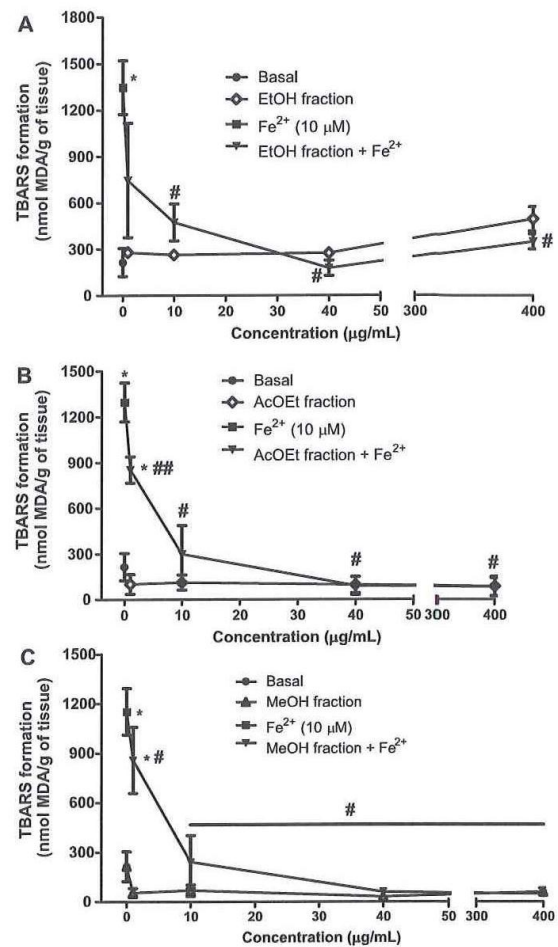 A
1800
1500
1200
900
600
300
0
TBARS formation
(nmol MDA/g of tissue)
Basal
EtOH fraction
Fe²⁺ (10 μM)
EtOH fraction + Fe²⁺
*
#
#
#
0 10 20 30 40 50 300 400
Concentration (μg/mL)
B
1500
1200
900
600
300
0
TBARS formation
(nmol MDA/g of tissue)
Basal
AcOEt fraction
Fe²⁺ (10 μM)
AcOEt fraction + Fe²⁺
*
* ##
#
#
#
0 10 20 30 40 50 300 400
Concentration (μg/mL)
C
1500
1200
900
600
300
0
TBARS formation
(nmol MDA/g of tissue)
Basal
MeOH fraction
Fe²⁺ (10 μM)
MeOH fraction + Fe²⁺
*
* #
#
0 10 20 30 40 50 300 400
Concentration (μg/mL)